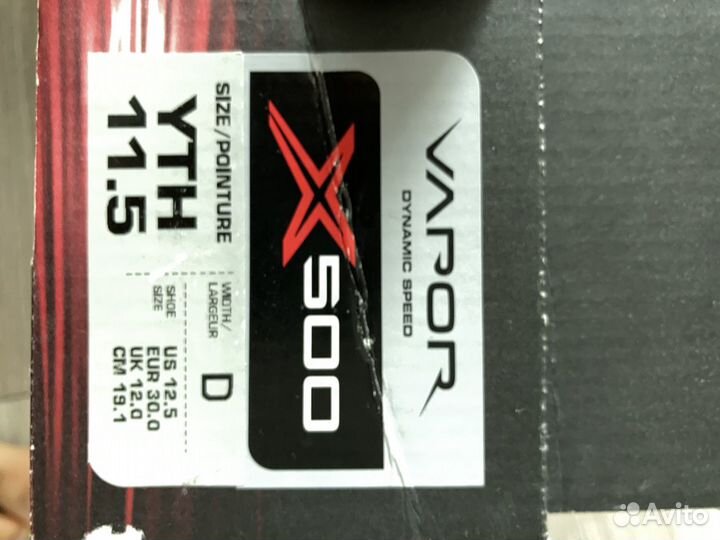 VAPOR
DYNAMIC SPEED
X500
SIZE/POINTURE
YTH
11.5
WIDTH/
LARGEUR
D
SHOE
SIZE
US 12.5
EUR 30.0
UK 12.0
CM 19.1
Avito